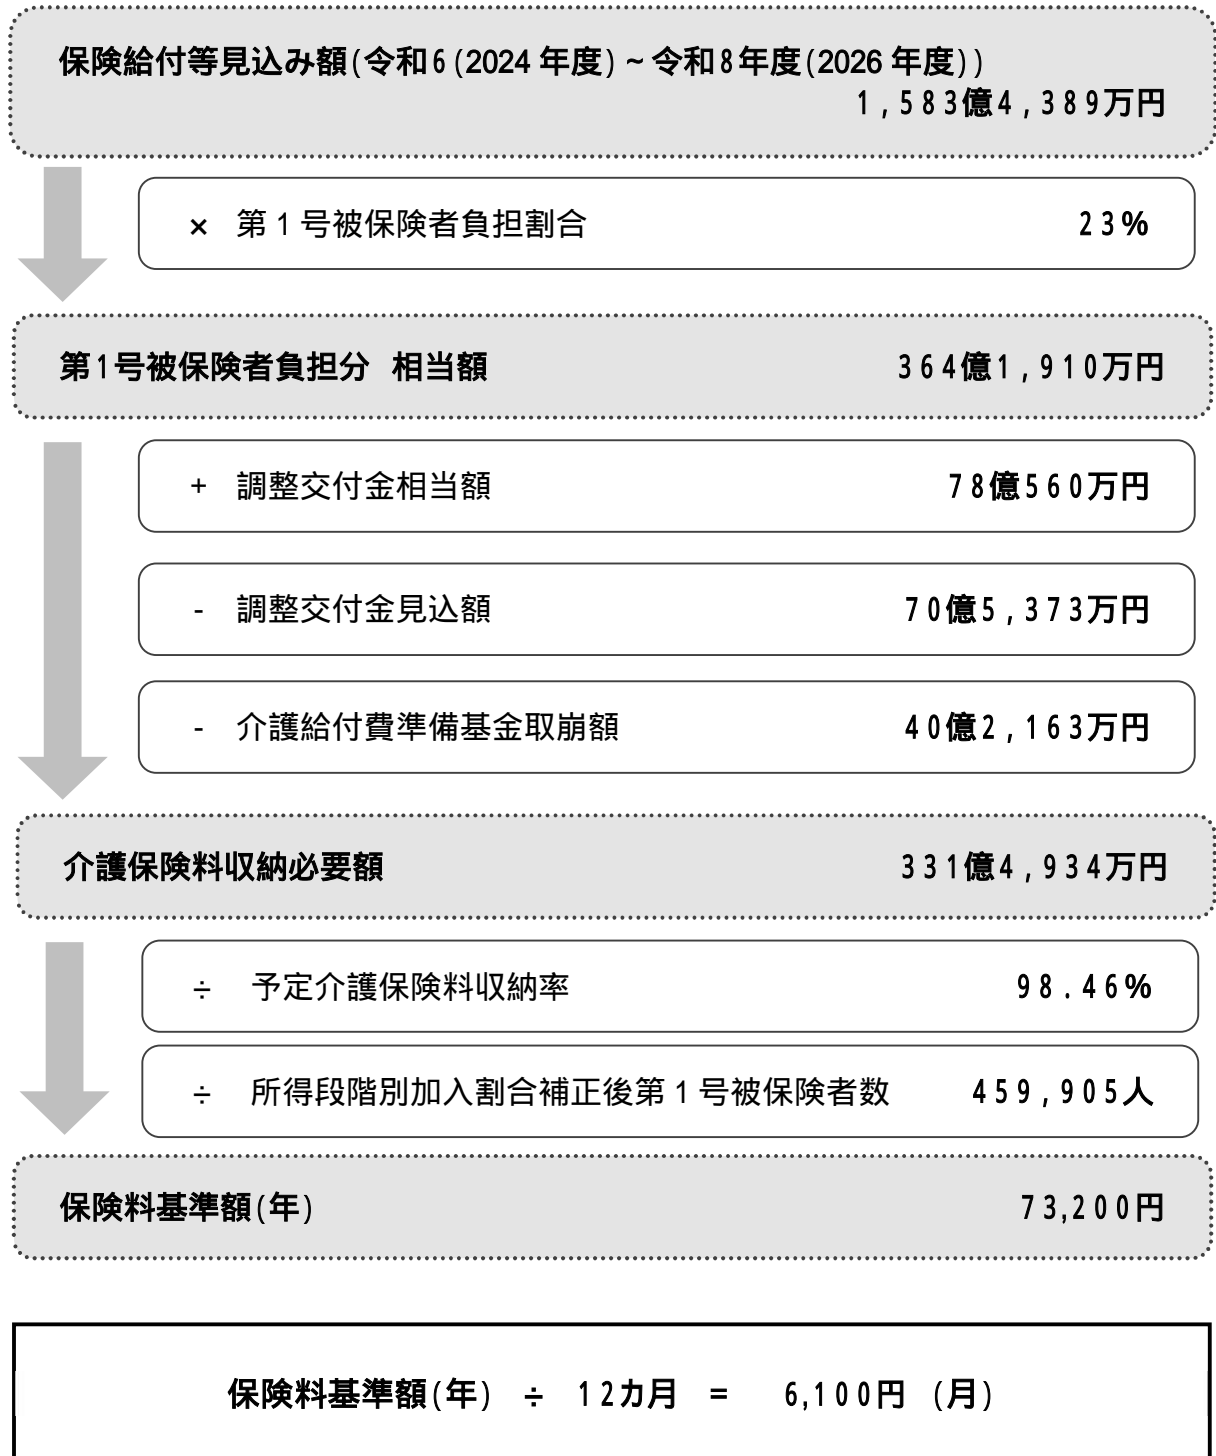 保険給付等見込み額(令和6(2024年度)~令和8年度(2026年度))
1,583億4,389万円
× 第1号被保険者負担割合 23%
第1号被保険者負担分 相当額 364億1,910万円
+ 調整交付金相当額 78億560万円
- 調整交付金見込額 70億5,373万円
- 介護給付費準備基金取崩額 40億2,163万円
介護保険料収納必要額 331億4,934万円
÷ 予定介護保険料収納率 98.46%
÷ 所得段階別加入割合補正後第1号被保険者数 459,905人
保険料基準額(年) 73,200円
保険料基準額(年) ÷ 12カ月 = 6,100円 (月)